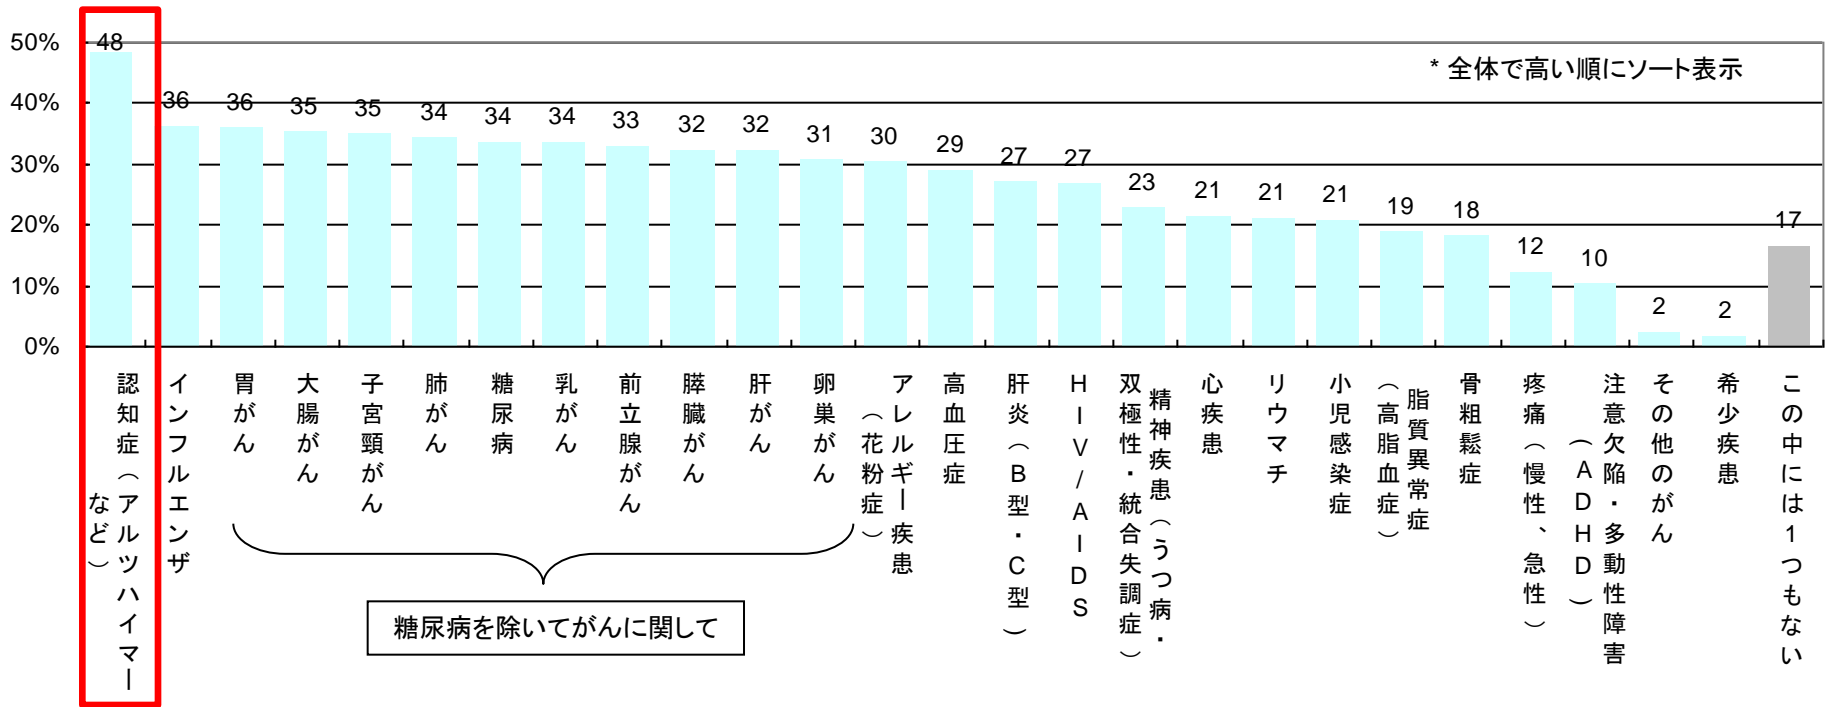 50%
40%
30%
20%
10%
0%
* 全体で高い順にソート表示
48
36
36
35
35
34
34
34
33
32
32
31
30
29
27
27
23
21
21
21
19
18
12
10
2
2
17
認知症（アルツハイマー
など）
インフルエンザ
胃がん
大腸がん
子宮頸がん
肺がん
糖尿病
乳がん
前立腺がん
膵臓がん
肝がん
卵巣がん
アレルギー疾患
（花粉症）
高血圧症
肝炎（B型・C型）
HIV/AIDS
精神疾患（うつ病・
双極性・統合失調症）
心疾患
リウマチ
小児感染症
脂質異常症
（高脂血症）
骨粗鬆症
疼痛（慢性、急性）
注意欠陥・多動性障害
（ADHD）
その他のがん
希少疾患
この中には1つもない
糖尿病を除いてがんに関して